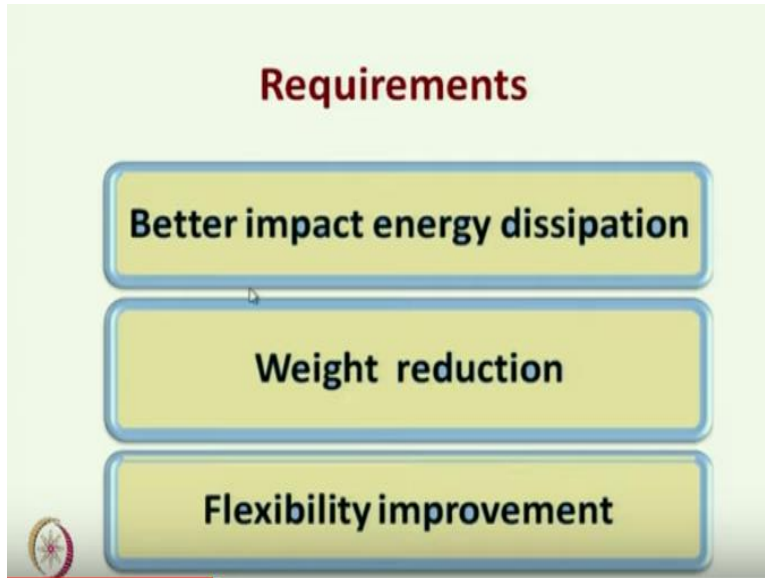 Requirements
Better impact energy dissipation
Weight reduction
Flexibility improvement